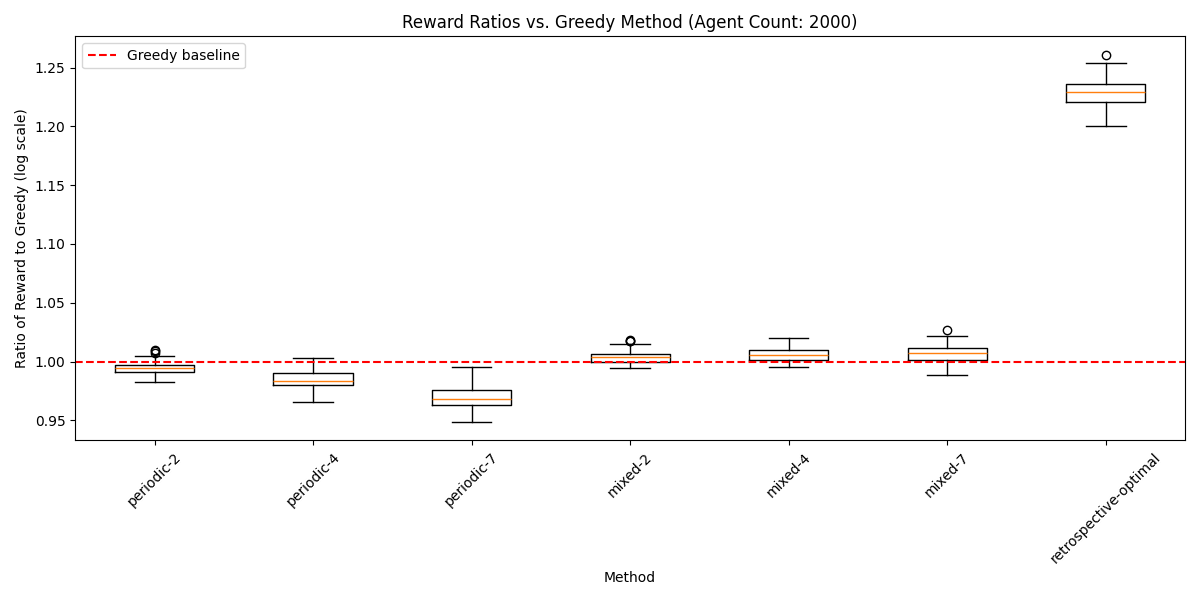 Reward Ratios vs. Greedy Method (Agent Count: 2000)
Greedy baseline
Ratio of Reward to Greedy (log scale)
1.25
1.20
1.15
1.10
1.05
1.00
0.95
periodic-2
periodic-4
periodic-7
mixed-2
mixed-4
mixed-7
retrospective-optimal
Method